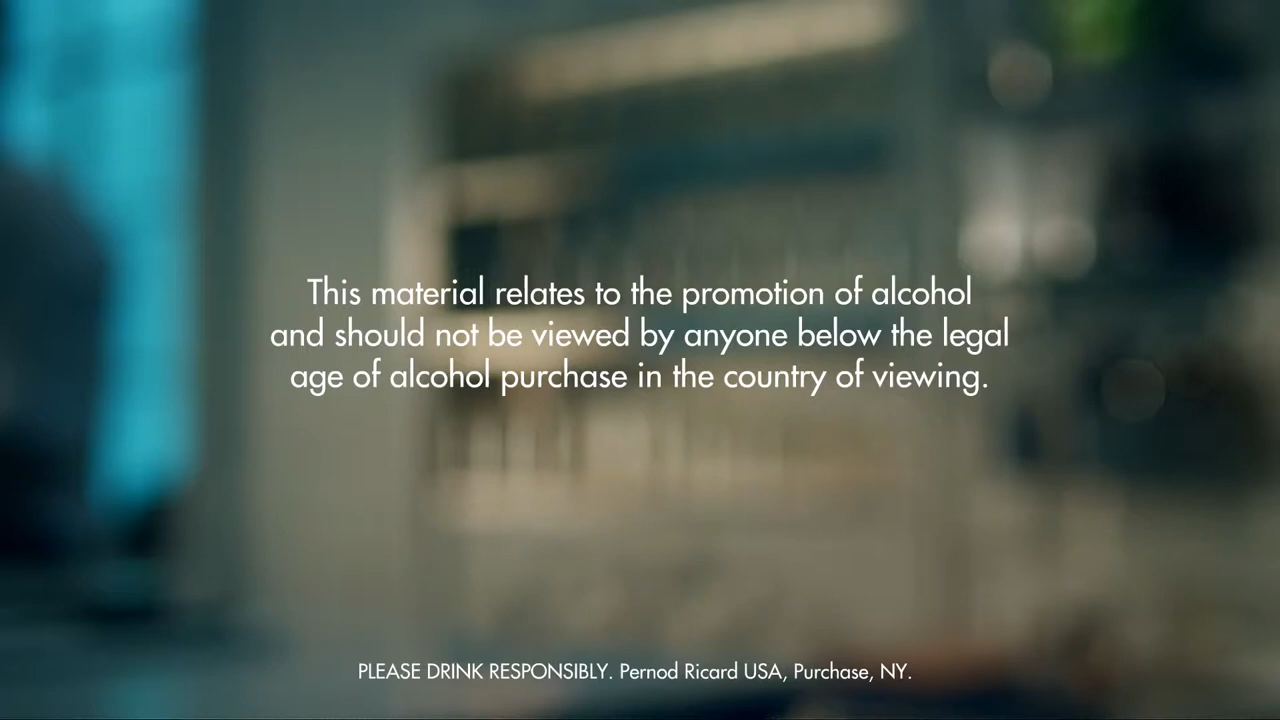 This material relates to the promotion of alcohol
and should not be viewed by anyone below the legal
age of alcohol purchase in the country of viewing.
PLEASE DRINK RESPONSIBLY. Pernod Ricard USA, Purchase, NY.